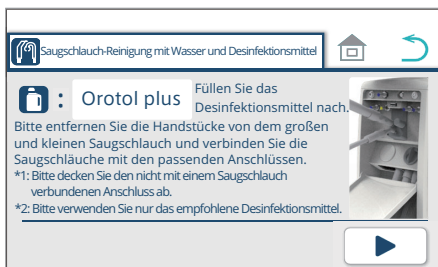 Saugschlauch-Reinigung mit Wasser und Desinfektionsmittel
: Orotol plus
Füllen Sie das
Desinfektionsmittel nach.
Bitte entfernen Sie die Handstücke von dem großen
und kleinen Saugschlauch und verbinden Sie die
Saugschläuche mit den passenden Anschlüssen.
*1: Bitte decken Sie den nicht mit einem Saugschlauch
verbundenen Anschluss ab.
*2: Bitte verwenden Sie nur das empfohlene Desinfektionsmittel.